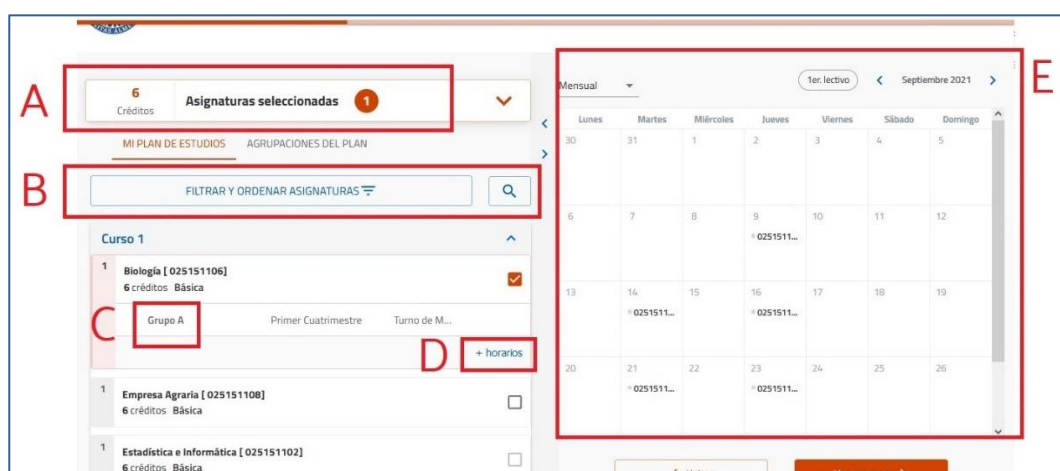 A
6
Créditos
Asignaturas seleccionadas 1
MI PLAN DE ESTUDIOS AGRUPACIONES DEL PLAN
B
FILTRAR Y ORDENAR ASIGNATURAS
Curso 1
1
Biología [ 025151106]
6 créditos Básica
C
Grupo A Primer Cuatrimestre Turno de M...
D
+ horarios
1
Empresa Agraria [ 025151108]
6 créditos Básica
1
Estadística e Informática [ 025151102]
6 créditos Básica
E
Mensual 1er. lectivo Septiembre 2021
Lunes Martes Miércoles Jueves Viernes Sábado Domingo
30 31 1 2 3 4 5
6 7 8 9 10 11 12
0251511...
13 14 15 16 17 18 19
0251511... 0251511...
20 21 22 23 24 25 26
0251511... 0251511...